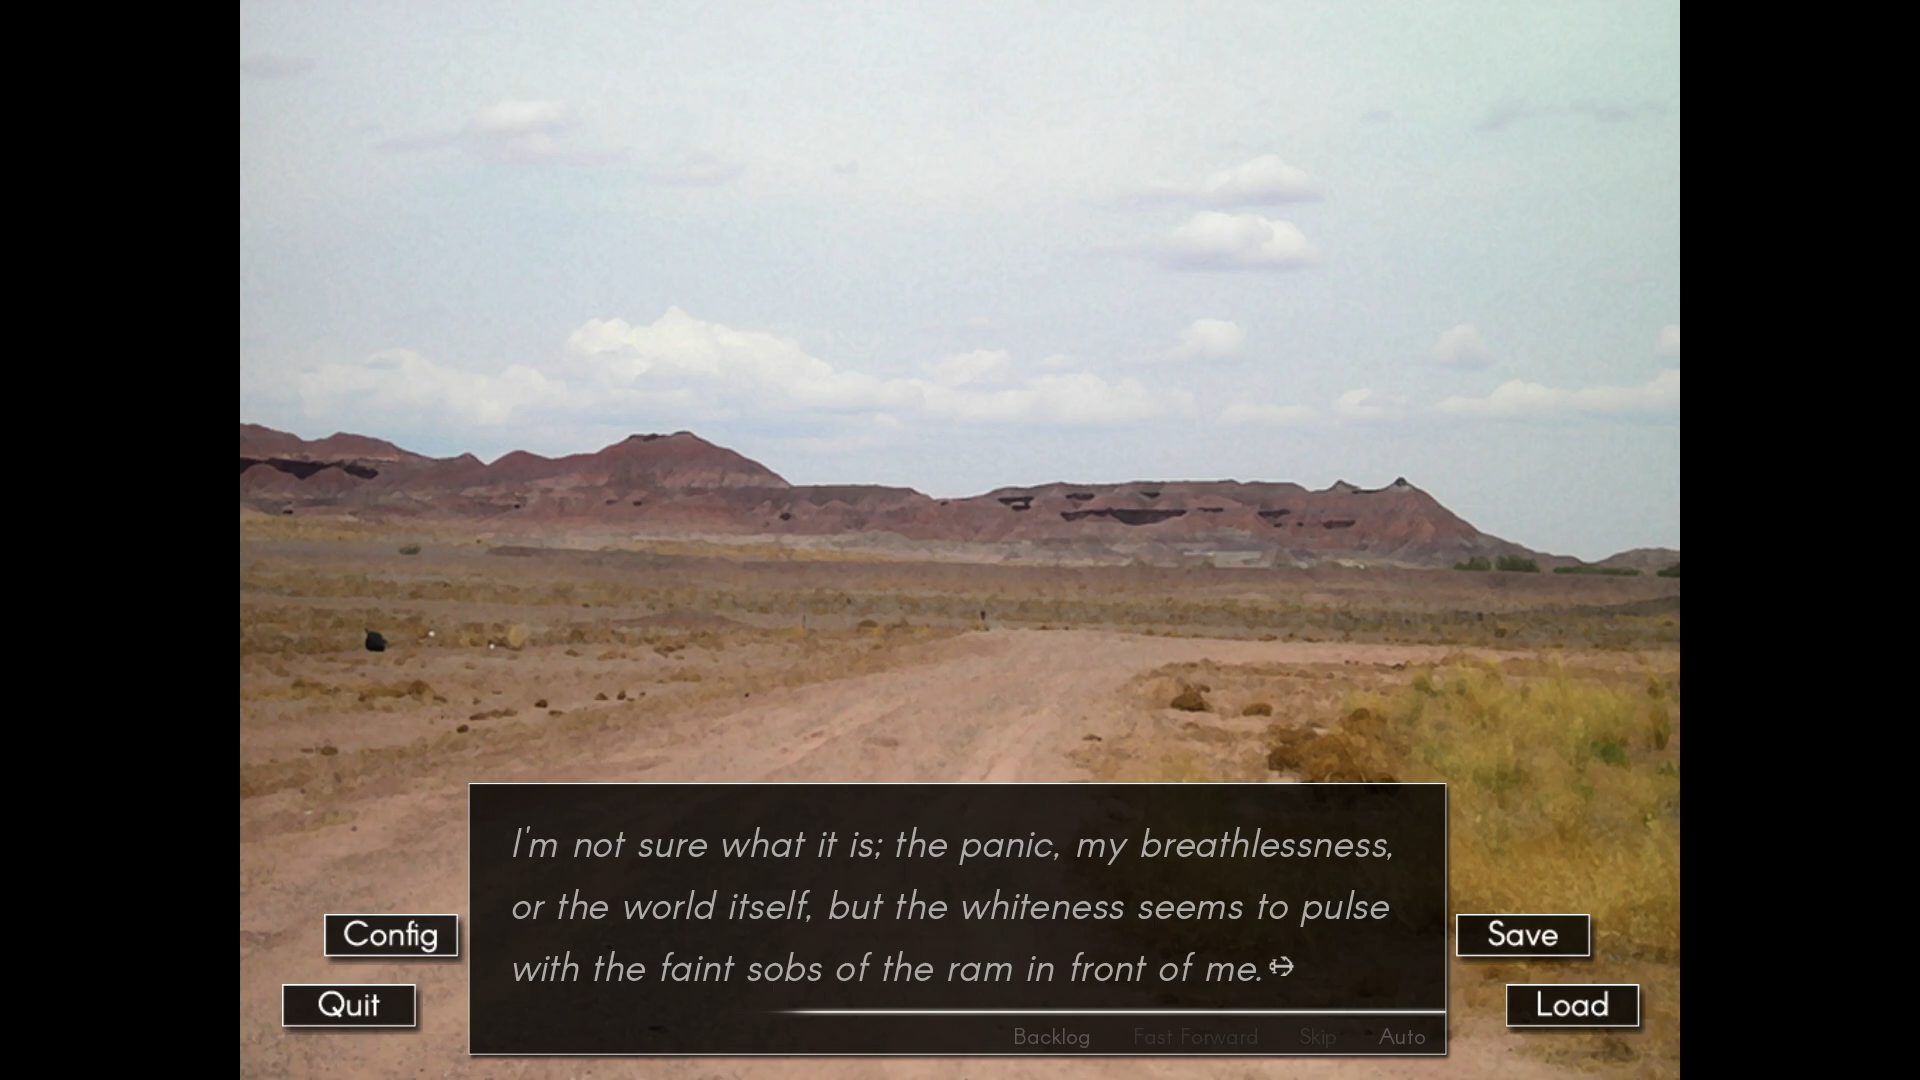 I'm not sure what it is; the panic, my breathlessness,
or the world itself, but the whiteness seems to pulse
with the faint sobs of the ram in front of me.
Config
Save
Quit
Load
Backlog Fast Forward Skip Auto